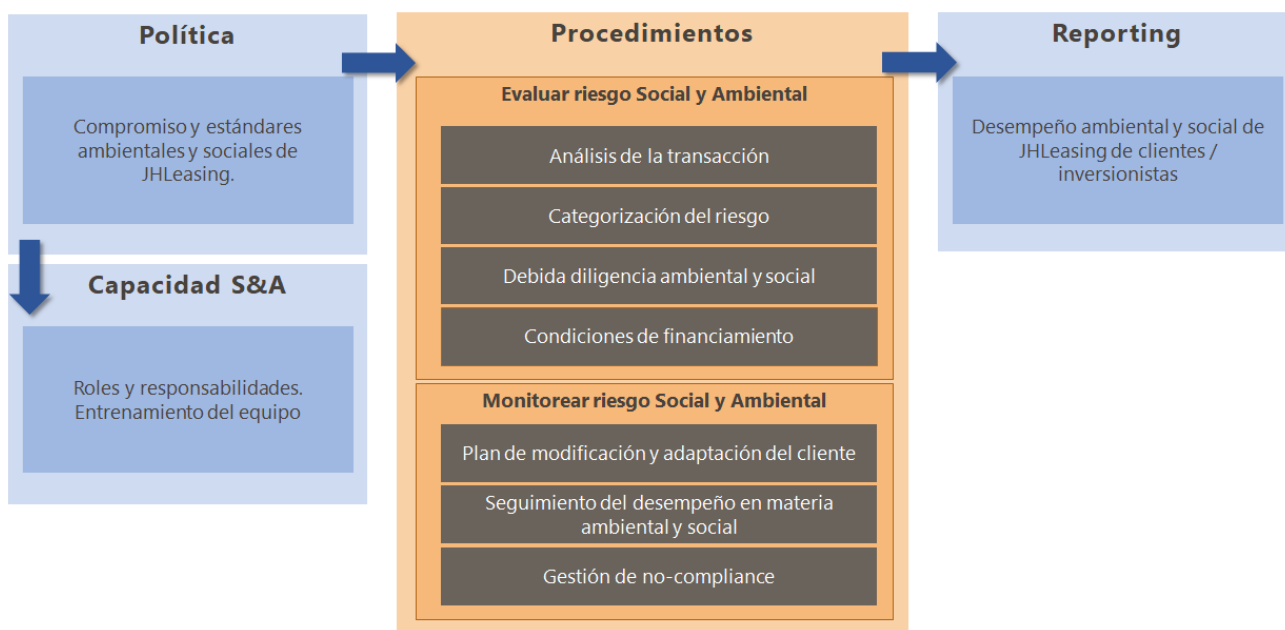 Política
Compromiso y estándares
ambientales y sociales de
JHLeasing.
Capacidad S&A
Roles y responsabilidades.
Entrenamiento del equipo
Procedimientos
Evaluar riesgo Social y Ambiental
Análisis de la transacción
Categorización del riesgo
Debida diligencia ambiental y social
Condiciones de financiamiento
Monitorear riesgo Social y Ambiental
Plan de modificación y adaptación del cliente
Seguimiento del desempeño en materia
ambiental y social
Gestión de no-compliance
Reporting
Desempeño ambiental y social de
JHLeasing de clientes /
inversionistas